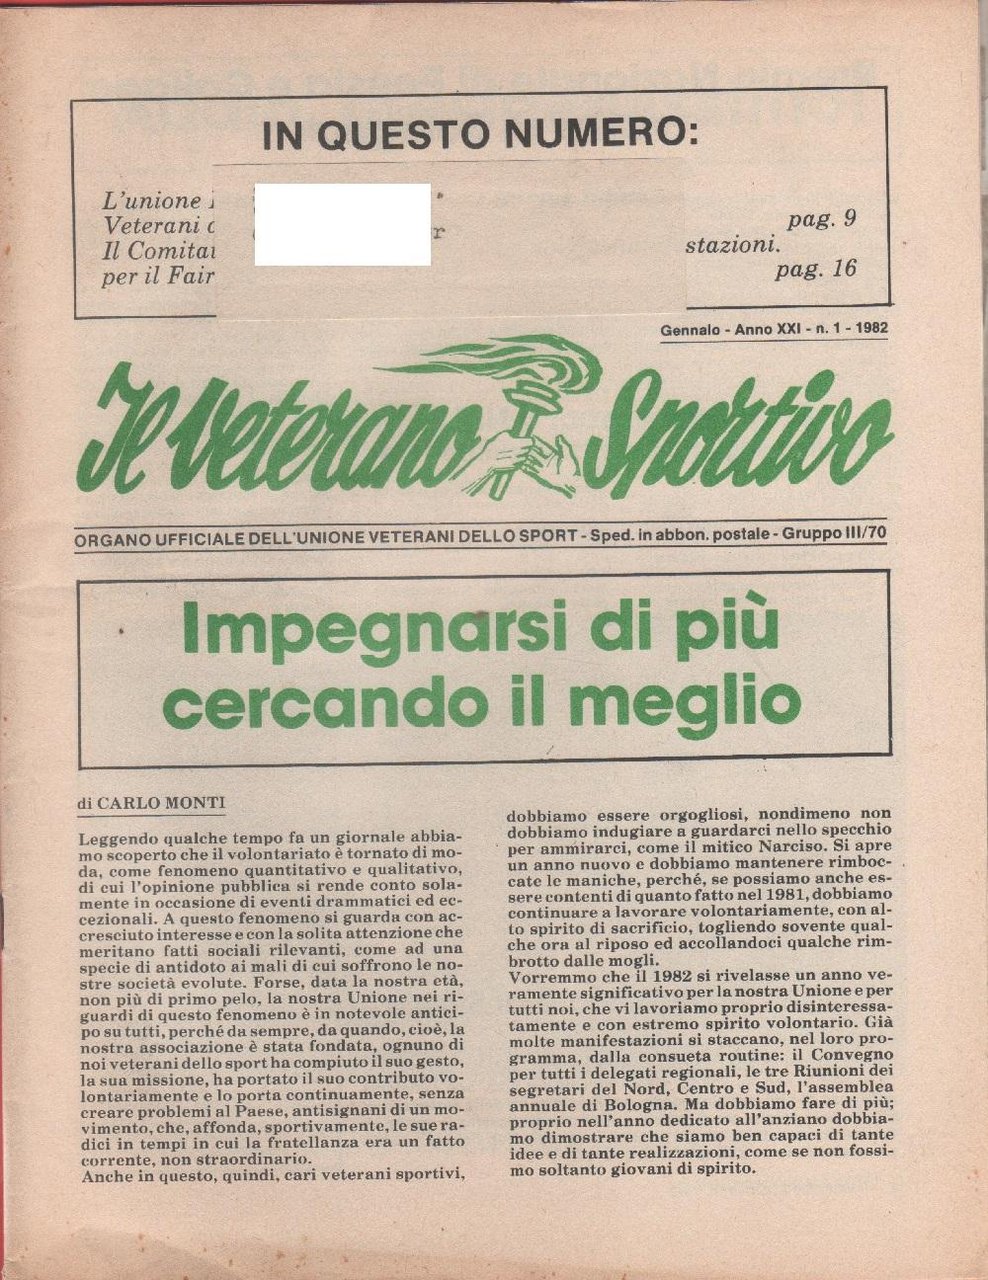 IN QUESTO NUMERO:
L'unione
Veterani
Il
per il Fair
r
pag. 9
stazioni.
pag. 16
Gennaio - Anno XXI - n. 1 - 1982
Il Veterano Sportivo
ORGANO UFFICIALE DELL'UNIONE VETERANI DELLO SPORT - Sped. in abbon. postale - Gruppo III/70
Impegnarsi di più
cercando il meglio
di CARLO MONTI
Leggendo qualche tempo fa un giornale abbia-
mo scoperto che il volontariato è tornato di mo-
da, come fenomeno quantitativo e qualitativo,
di cui l'opinione pubblica si rende conto sola-
mente in occasione di eventi drammatici ed ec-
cezionali. A questo fenomeno si guarda con ac-
cresciuto interesse e con la solita attenzione che
meritano fatti sociali rilevanti, come ad una
specie di antidoto ai mali di cui soffrono le no-
stre società evolute. Forse, data la nostra età,
non più di primo pelo, la nostra Unione nei ri-
guardi di questo fenomeno è in notevole antici-
po su tutti, perché da sempre, da quando, cioè, la
nostra associazione è stata fondata, ognuno di
noi veterani dello sport ha compiuto il suo gesto,
la sua missione, ha portato il suo contributo vo-
lontariamente e lo porta continuamente, senza
creare problemi al Paese, antisignani di un mo-
vimento, che, affonda, sportivamente, le sue ra-
dici in tempi in cui la fratellanza era un fatto
corrente, non straordinario.
Anche in questo, quindi, cari veterani sportivi,
dobbiamo essere orgogliosi, nondimeno non
dobbiamo indugiare a guardarci nello specchio
per ammirarci, come il mitico Narciso. Si apre
un anno nuovo e dobbiamo mantenere rimboc-
cate le maniche, perché, se possiamo anche es-
sere contenti di quanto fatto nel 1981, dobbiamo
continuare a lavorare volontariamente, con al-
to spirito di sacrificio, togliendo sovente qual-
che ora al riposo ed accollandoci qualche rim-
brotto dalle mogli.
Vorremmo che il 1982 si rivelasse un anno ve-
ramente significativo per la nostra Unione e per
tutti noi, che vi lavoriamo proprio disinteressa-
tamente e con estremo spirito volontario. Già
molte manifestazioni si staccano, nel loro pro-
gramma, dalla consueta routine: il Convegno
per tutti i delegati regionali, le tre Riunioni dei
segretari del Nord, Centro e Sud, l'assemblea
annuale di Bologna. Ma dobbiamo fare di più;
proprio nell'anno dedicato all'anziano dobbia-
mo dimostrare che siamo ben capaci di tante
idee e di tante realizzazioni, come se non fossi-
mo soltanto giovani di spirito.